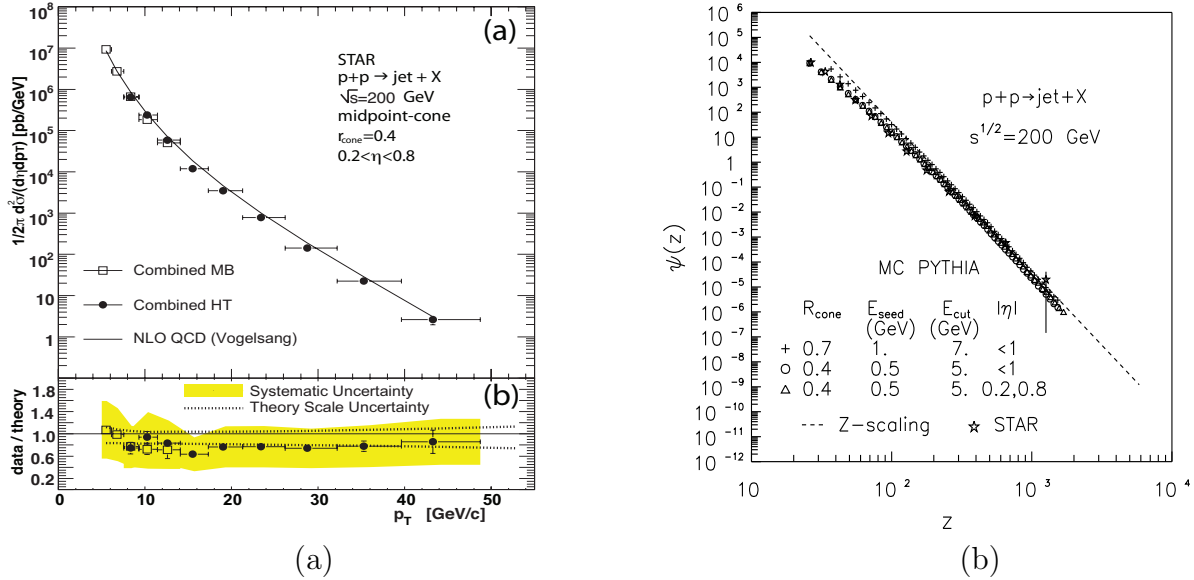 (a)
STAR
p+p → jet + X
√s=200 GeV
midpoint-cone
r_cone=0.4
0.2<η<0.8
1/2π d²σ/(dηdp_T) [pb/GeV]
10⁷
10⁶
10⁵
10⁴
10³
10²
10
1
10⁸
Combined MB
Combined HT
NLO QCD (Vogelsang)
(b)
Systematic Uncertainty
Theory Scale Uncertainty
data / theory
1.8
1.4
1.0
0.6
0.2
0 10 20 30 40 50
p_T [GeV/c]
(a)
p+p→jet+X
s^1/2=200 GeV
ψ(z)
10⁶
10⁵
10⁴
10³
10²
10
1
10⁻¹
10⁻²
10⁻³
10⁻⁴
10⁻⁵
10⁻⁶
10⁻⁷
10⁻⁸
10⁻⁹
10⁻¹⁰
10⁻¹¹
10⁻¹²
MC PYTHIA
R_cone E_seed E_cut |η|
(GeV) (GeV)
+ 0.7 1. 7. <1
○ 0.4 0.5 5. <1
△ 0.4 0.5 5. 0.2,0.8
Z−scaling ☆ STAR
10 10² 10³ 10⁴
Z
(b)